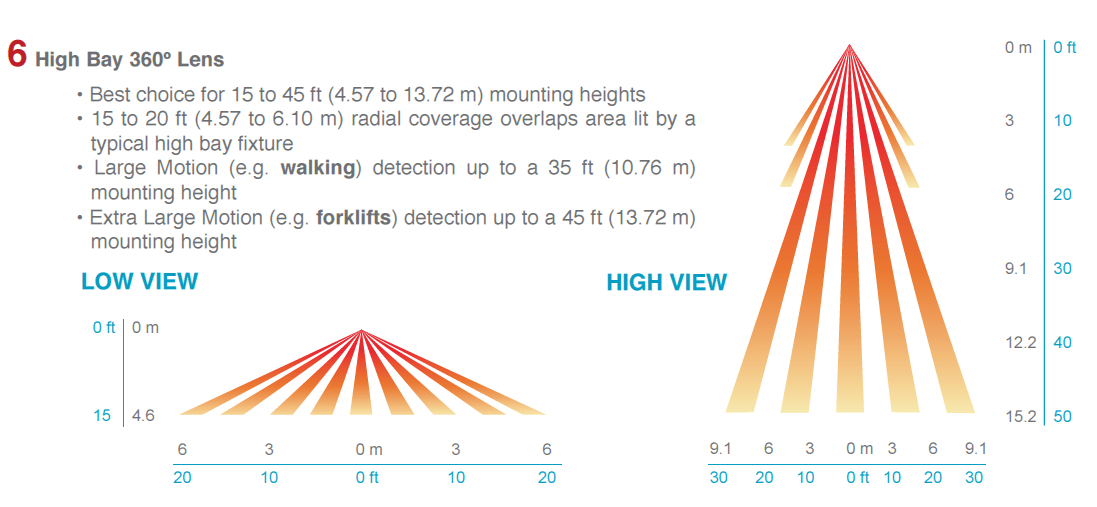 6 High Bay 360º Lens
• Best choice for 15 to 45 ft (4.57 to 13.72 m) mounting heights
• 15 to 20 ft (4.57 to 6.10 m) radial coverage overlaps area lit by a
typical high bay fixture
• Large Motion (e.g. walking) detection up to a 35 ft (10.76 m)
mounting height
• Extra Large Motion (e.g. forklifts) detection up to a 45 ft (13.72 m)
mounting height
LOW VIEW
0 ft 0 m
15 4.6
6 3 0 m 3 6
20 10 0 ft 10 20
HIGH VIEW
0 m 0 ft
3 10
6 20
9.1 30
12.2 40
15.2 50
9.1 6 3 0 m 3 6 9.1
30 20 10 0 ft 10 20 30